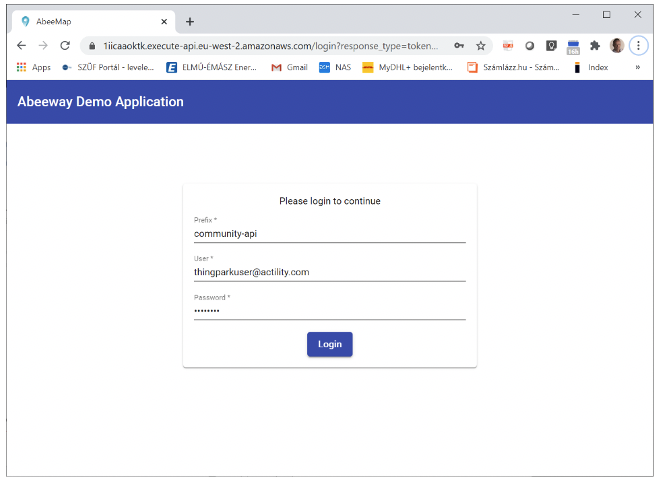 AbeeMap
1iicaaoktk.execute-api.eu-west-2.amazonaws.com/login?response_type=token...
Apps SZÜF Portál - levele... ELMŰ-ÉMÁSZ Ener... Gmail NAS MyDHL+ bejelentk... Számlázz.hu - Szám... Index »
Abeeway Demo Application
Please login to continue
Prefix *
community-api
User *
thingparkuser@actility.com
Password *
••••••••
Login